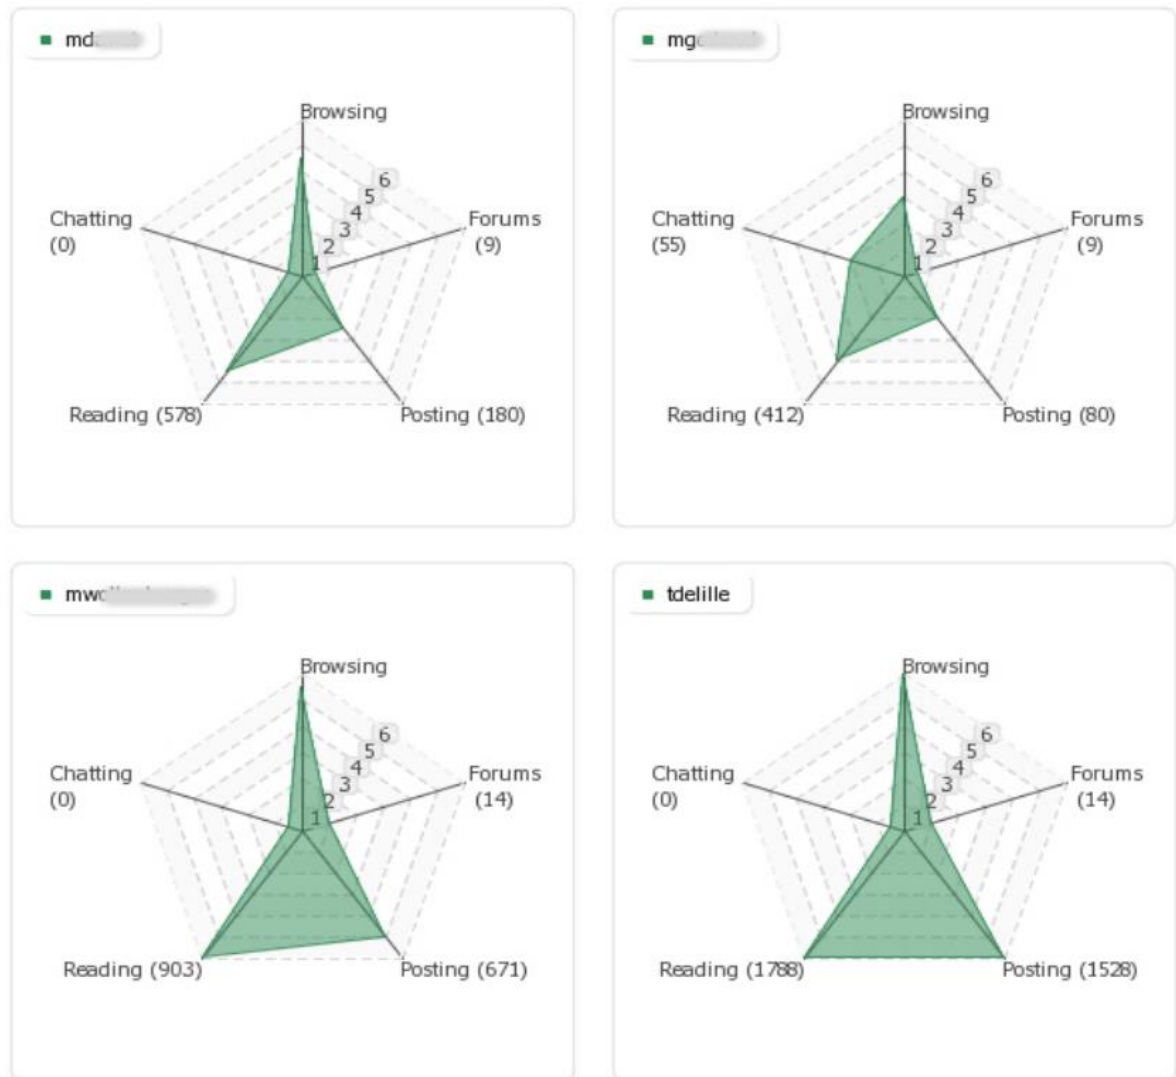 Browsing
6
5
4
3
2
1
Chatting
(0)
Forums
(9)
Reading (578)
Posting (180)
Browsing
6
5
4
3
2
1
Chatting
(55)
Forums
(9)
Reading (412)
Posting (80)
Browsing
6
5
4
3
2
1
Chatting
(0)
Forums
(14)
Reading (903)
Posting (671)
tdelille
Browsing
6
5
4
3
2
1
Chatting
(0)
Forums
(14)
Reading (1788)
Posting (1528)